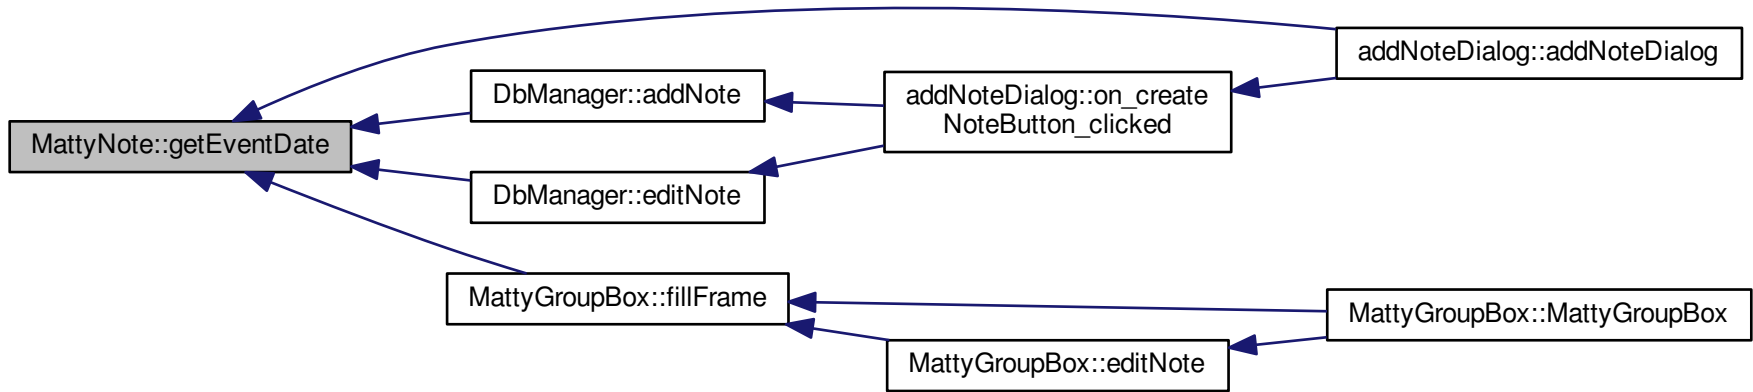 addNoteDialog::addNoteDialog
DbManager::addNote
addNoteDialog::on_create
NoteButton_clicked
MattyNote::getEventDate
DbManager::editNote
MattyGroupBox::fillFrame
MattyGroupBox::MattyGroupBox
MattyGroupBox::editNote